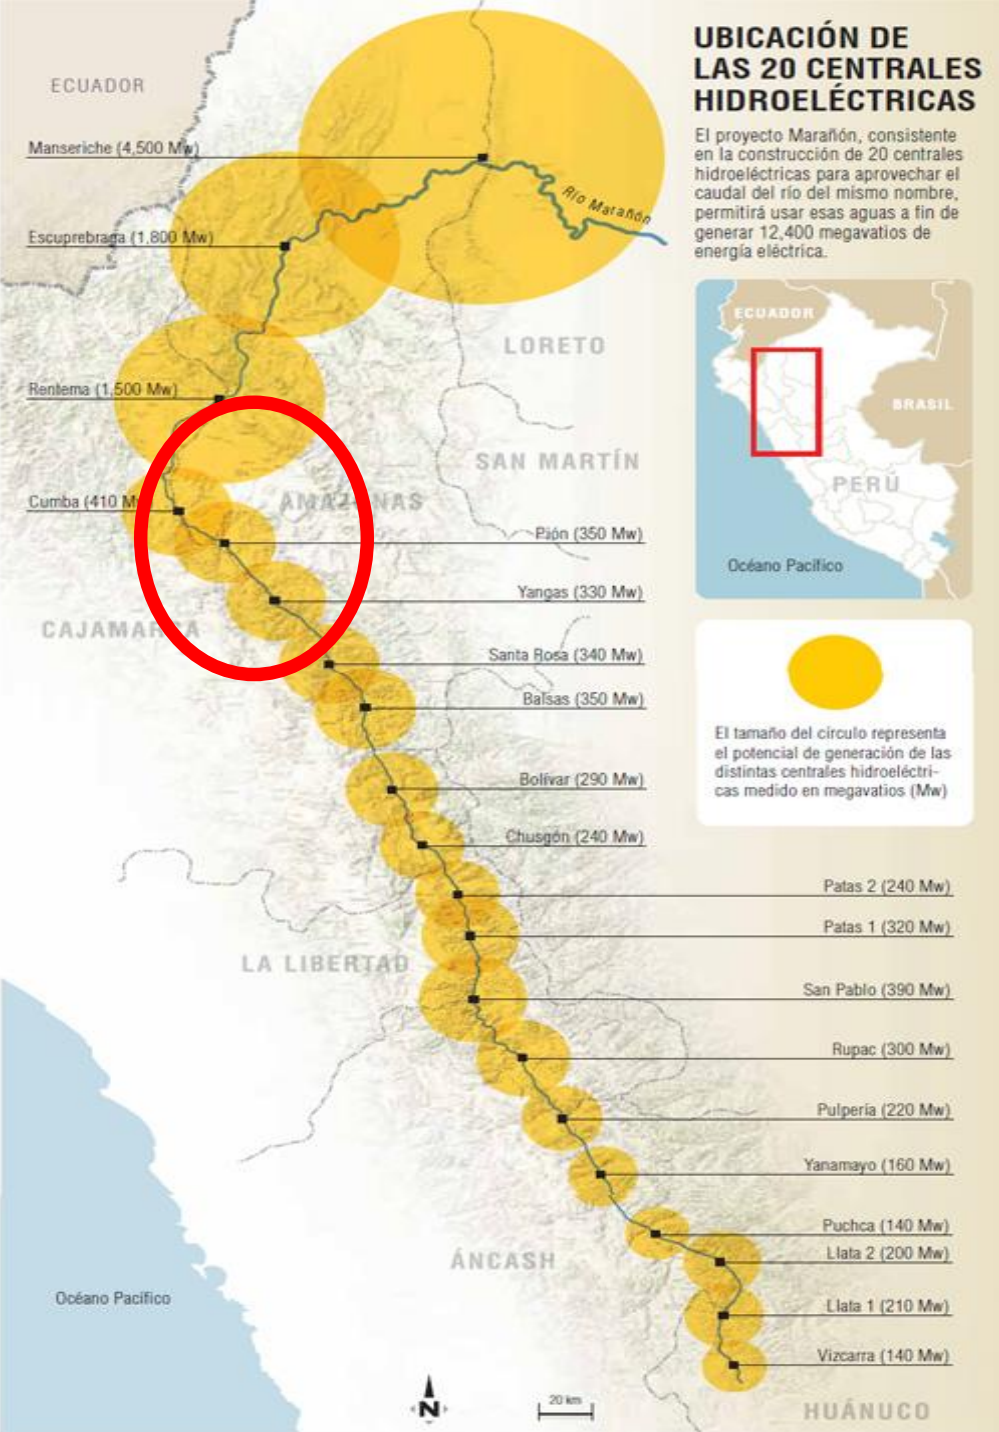 UBICACIÓN DE
LAS 20 CENTRALES
HIDROELÉCTRICAS
El proyecto Marañón, consistente
en la construcción de 20 centrales
hidroeléctricas para aprovechar el
caudal del río del mismo nombre,
permitirá usar esas aguas a fin de
generar 12,400 megavatios de
energía eléctrica.
ECUADOR
Manseriche (4,500 Mw)
Río Marañón
Escuprebraga (1,800 Mw)
ECUADOR
BRASIL
PERÚ
Océano Pacífico
LORETO
Rentema (1,500 Mw)
SAN MARTÍN
AMAZONAS
Cumba (410 M
Pión (350 Mw)
Yangas (330 Mw)
CAJAMARCA
Santa Rosa (340 Mw)
Balsas (350 Mw)
El tamaño del círculo representa
el potencial de generación de las
distintas centrales hidroeléctri-
cas medido en megavatios (Mw)
Bolívar (290 Mw)
Chusgón (240 Mw)
Patas 2 (240 Mw)
Patas 1 (320 Mw)
LA LIBERTAD
San Pablo (390 Mw)
Rupac (300 Mw)
Pulpería (220 Mw)
Yanamayo (160 Mw)
Puchca (140 Mw)
Llata 2 (200 Mw)
ÁNCASH
Océano Pacífico
Llata 1 (210 Mw)
Vizcarra (140 Mw)
N
20 km
HUÁNUCO